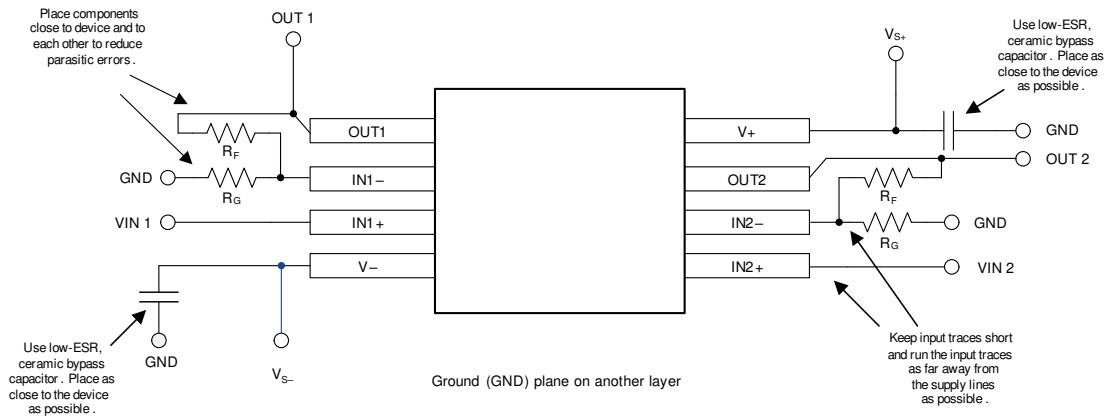 Place components
close to device and to
each other to reduce
parasitic errors .
OUT 1
VS+
Use low-ESR,
ceramic bypass
capacitor . Place as
close to the device
as possible .
OUT1
V+
GND
RF
OUT 2
GND
IN1−
OUT2
RG
RF
VIN 1
IN1+
IN2−
GND
RG
V−
IN2+
VIN 2
GND
VS−
Use low-ESR,
ceramic bypass
capacitor . Place as
close to the device
as possible .
Ground (GND) plane on another layer
Keep input traces short
and run the input traces
as far away from
the supply lines
as possible .